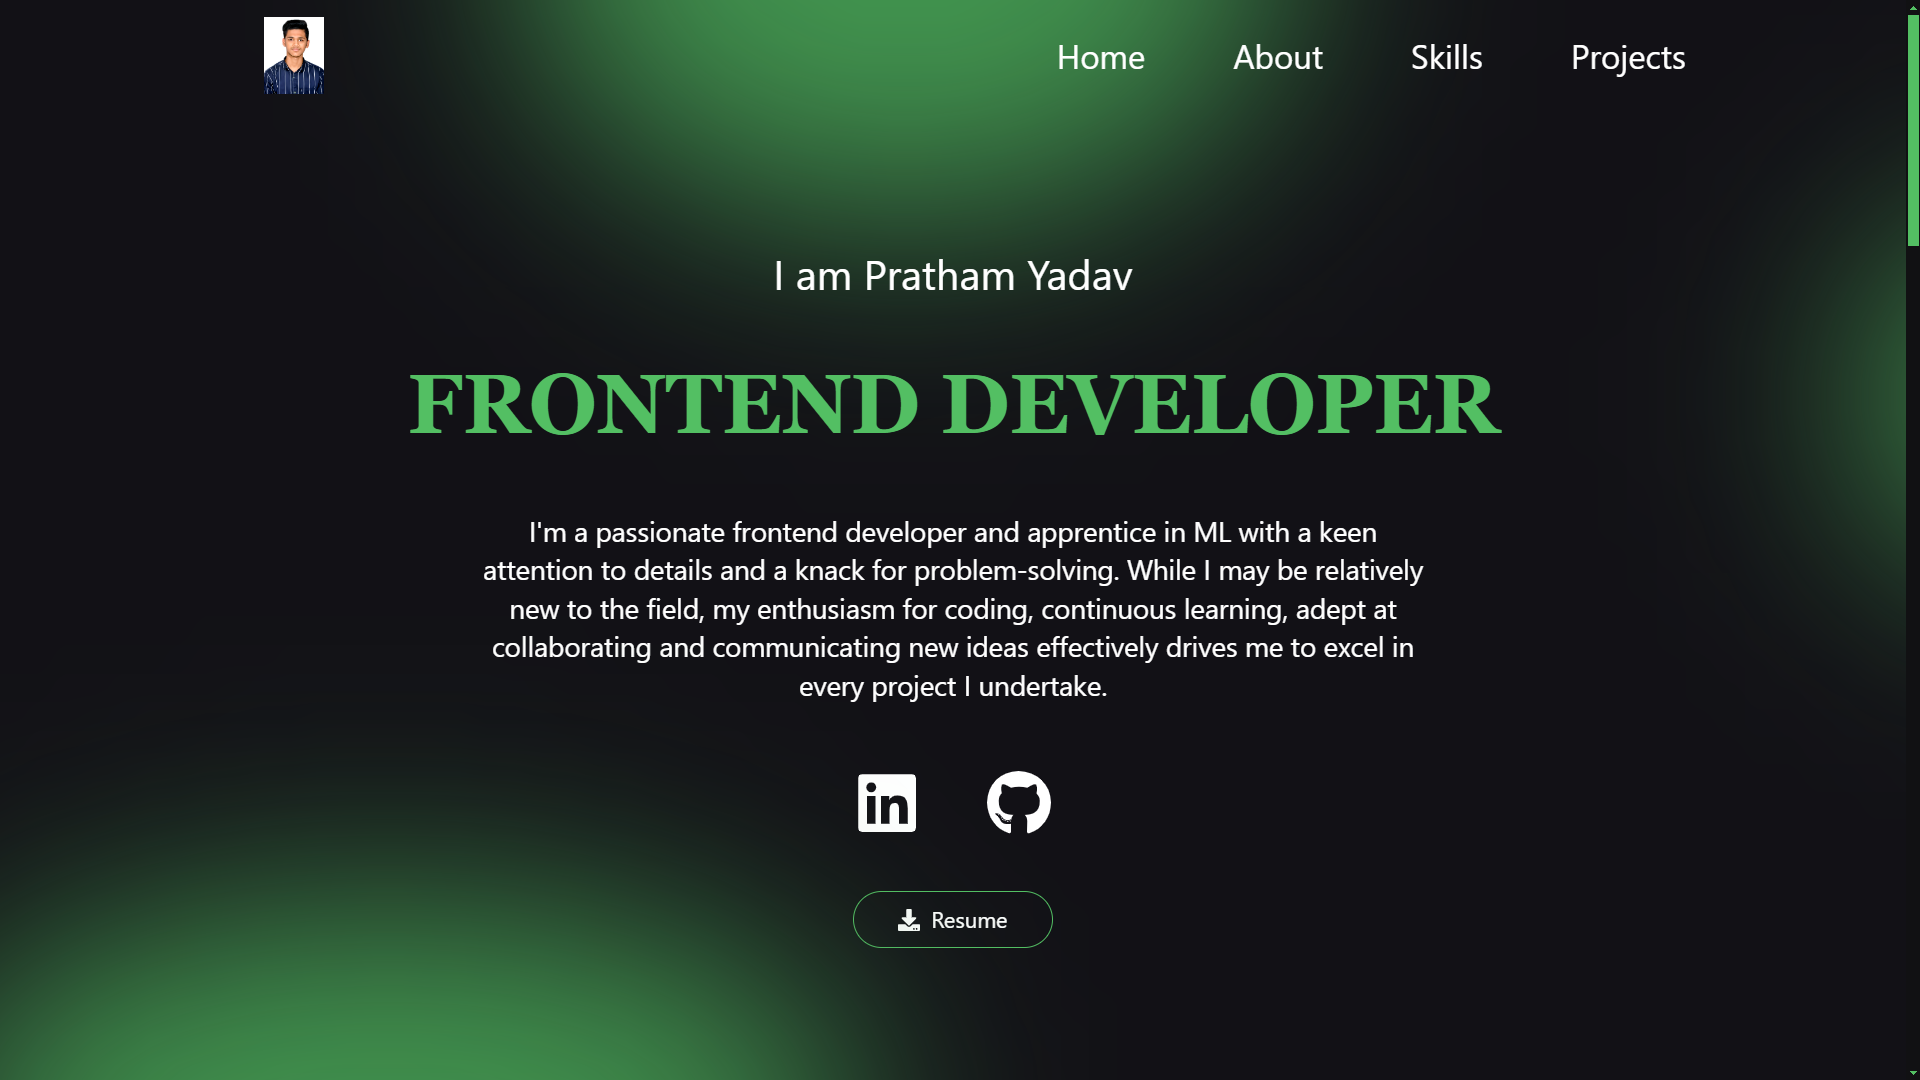 Home About Skills Projects
I am Pratham Yadav
FRONTEND DEVELOPER
I'm a passionate frontend developer and apprentice in ML with a keen
attention to details and a knack for problem-solving. While I may be relatively
new to the field, my enthusiasm for coding, continuous learning, adept at
collaborating and communicating new ideas effectively drives me to excel in
every project I undertake.
in
Resume